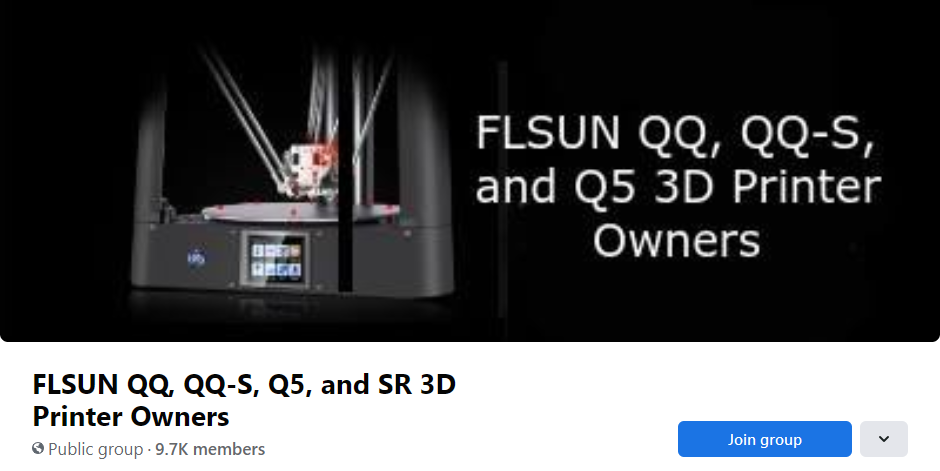 FLSUN QQ, QQ-S,
and Q5 3D Printer
Owners
FLSUN QQ, QQ-S, Q5, and SR 3D
Printer Owners
Public group · 9.7K members
Join group